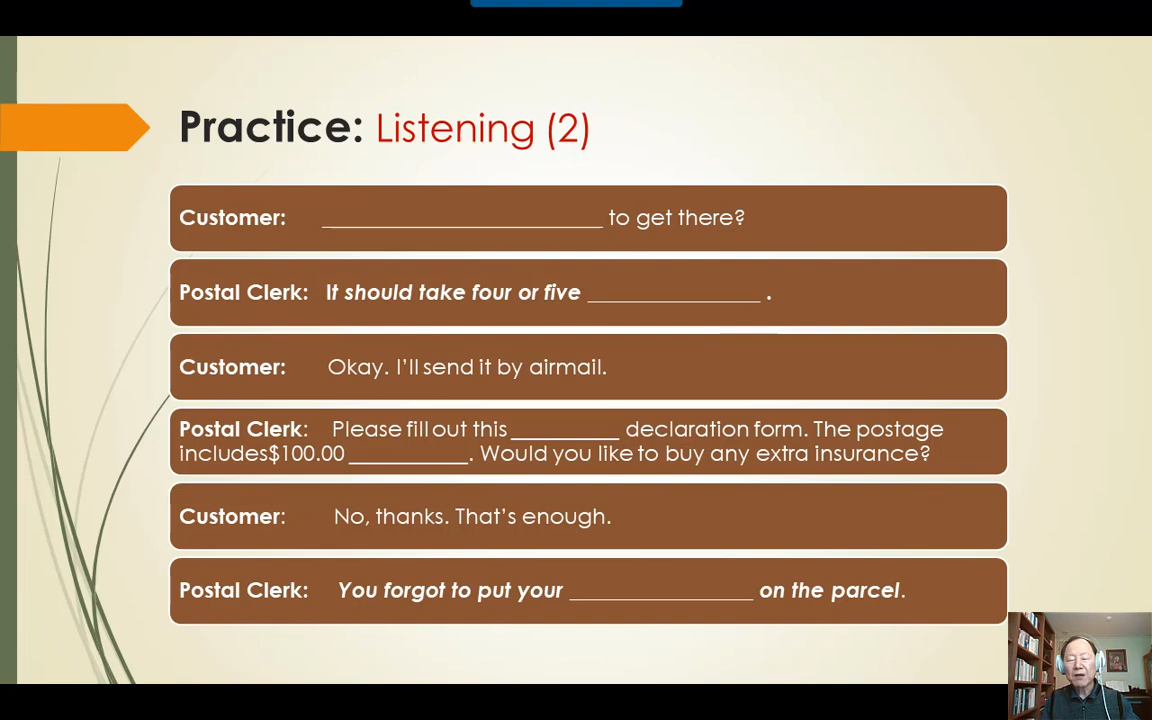 Practice: Listening (2)
Customer: ________________________ to get there?
Postal Clerk: It should take four or five _______________ .
Customer: Okay. I’ll send it by airmail.
Postal Clerk: Please fill out this _________ declaration form. The postage
includes$100.00 __________. Would you like to buy any extra insurance?
Customer: No, thanks. That’s enough.
Postal Clerk: You forgot to put your ________________ on the parcel.